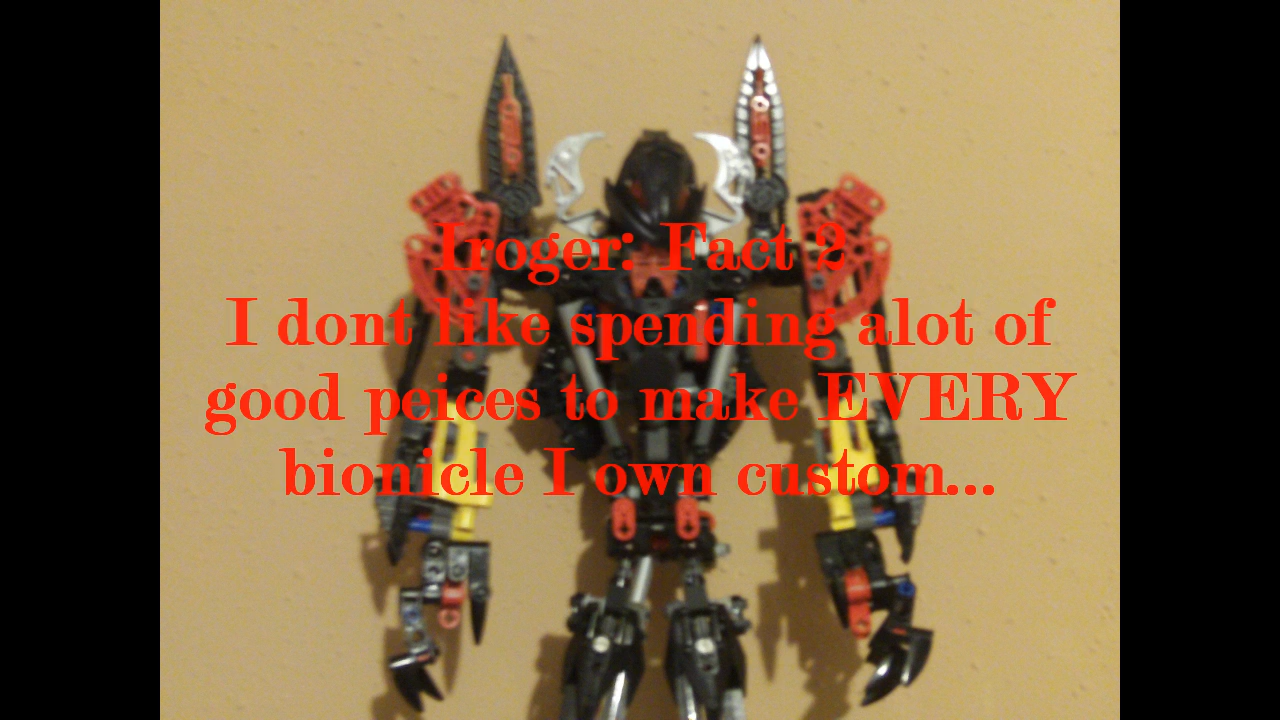 Iroger: Fact 2
I dont like spending alot of
good peices to make EVERY
bionicle I own custom...